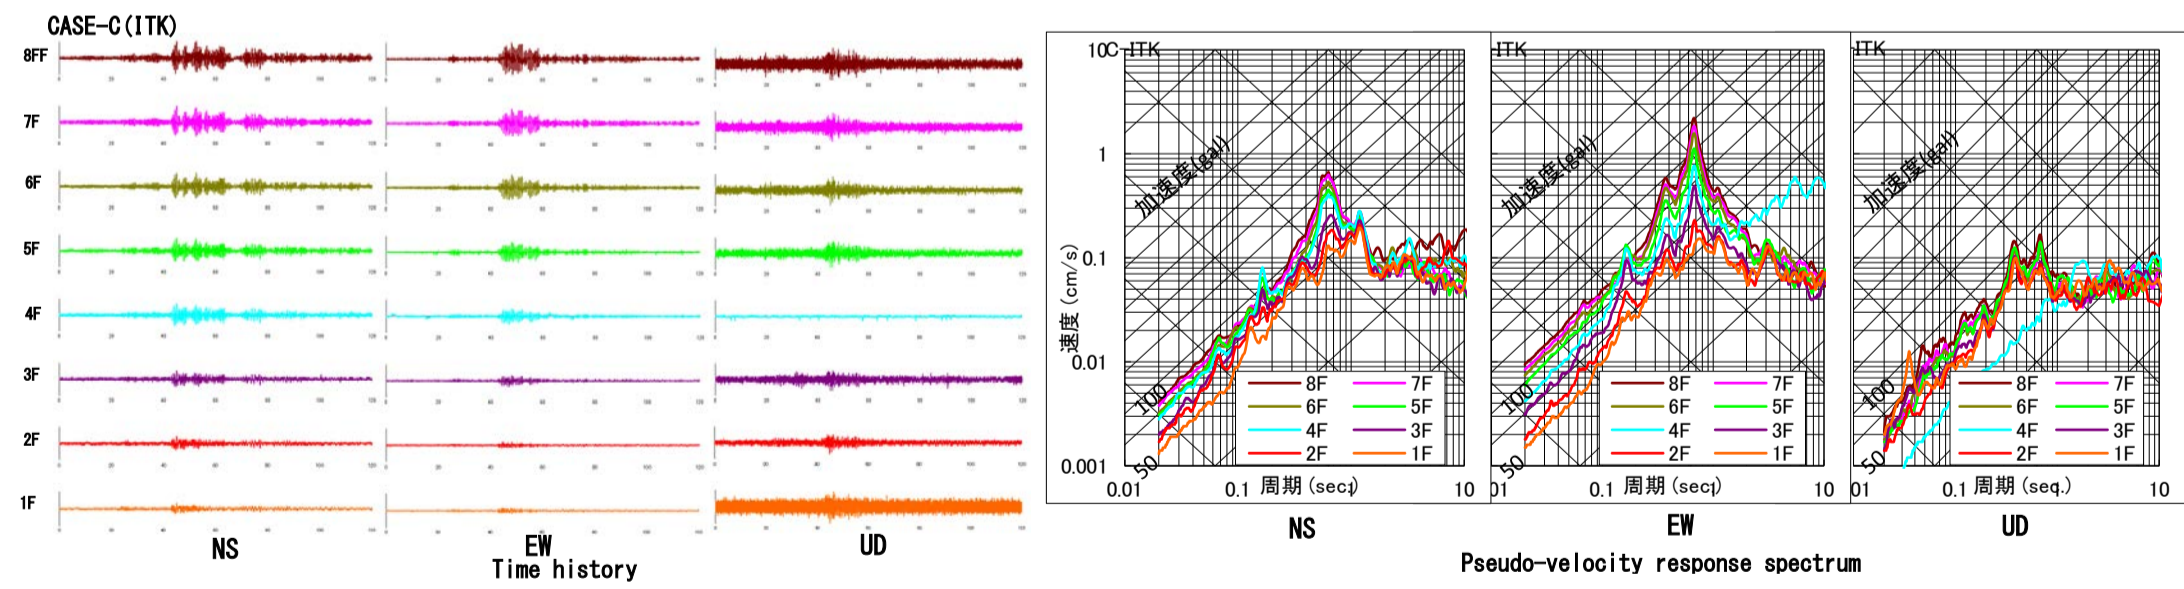 CASE-C(ITK)
8FF
7F
6F
5F
4F
3F
2F
1F
NS
EW
UD
Time history
C-ITK
10
1
0.1
0.01
0.001
速度(cm/s)
加速度(gal)
100
50
8F 7F
6F 5F
4F 3F
2F 1F
0.01 0.1 周期(sec) 10
NS
-ITK
加速度(gal)
100
50
8F 7F
6F 5F
4F 3F
2F 1F
01 0.1 周期(sec) 10
EW
-ITK
加速度(gal)
100
50
8F 7F
6F 5F
4F 3F
2F 1F
01 0.1 周期(sec.) 10
UD
Pseudo-velocity response spectrum